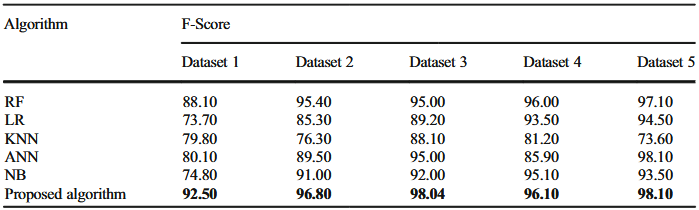 Algorithm F-Score
Dataset 1 Dataset 2 Dataset 3 Dataset 4 Dataset 5
RF 88.10 95.40 95.00 96.00 97.10
LR 73.70 85.30 89.20 93.50 94.50
KNN 79.80 76.30 88.10 81.20 73.60
ANN 80.10 89.50 95.00 85.90 98.10
NB 74.80 91.00 92.00 95.10 93.50
Proposed algorithm 92.50 96.80 98.04 96.10 98.10